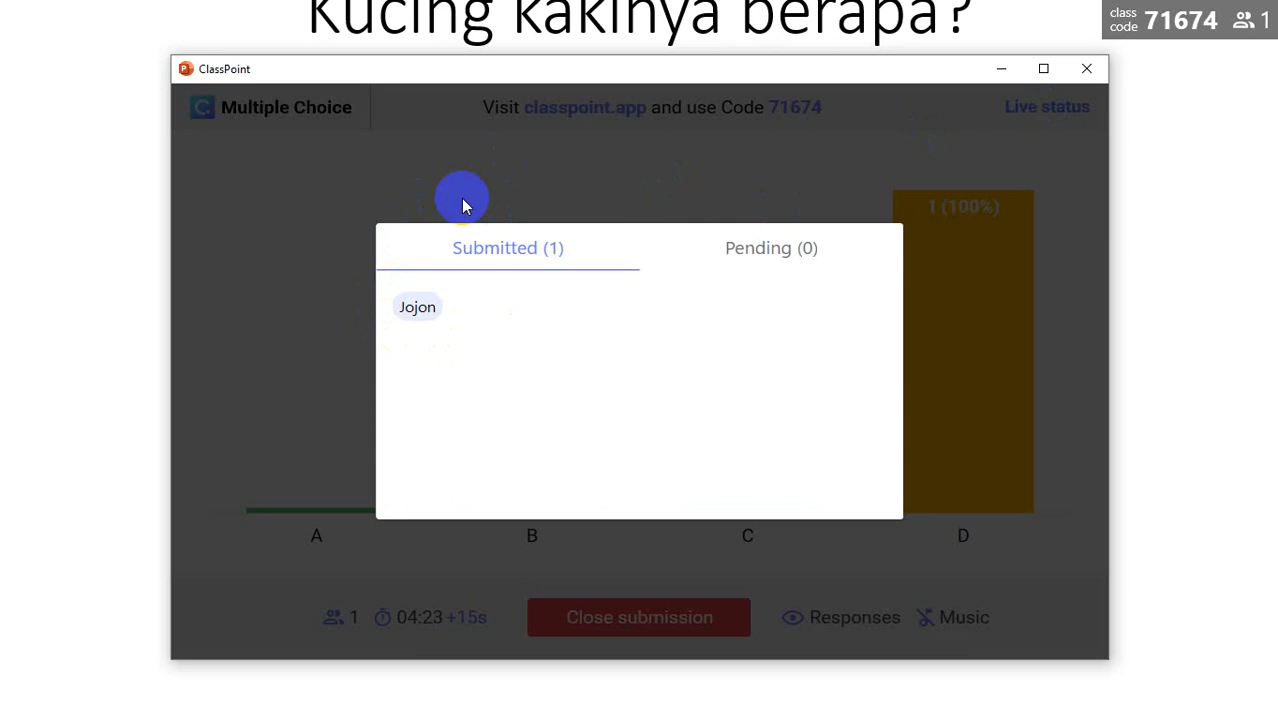 Kucing kakinya berapa?
class code 71674 1
ClassPoint
Multiple Choice
Visit classpoint.app and use Code 71674
Live status
1 (100%)
Submitted (1)
Pending (0)
Jojon
A
B
C
D
1
04:23 +15s
Close submission
Responses
Music